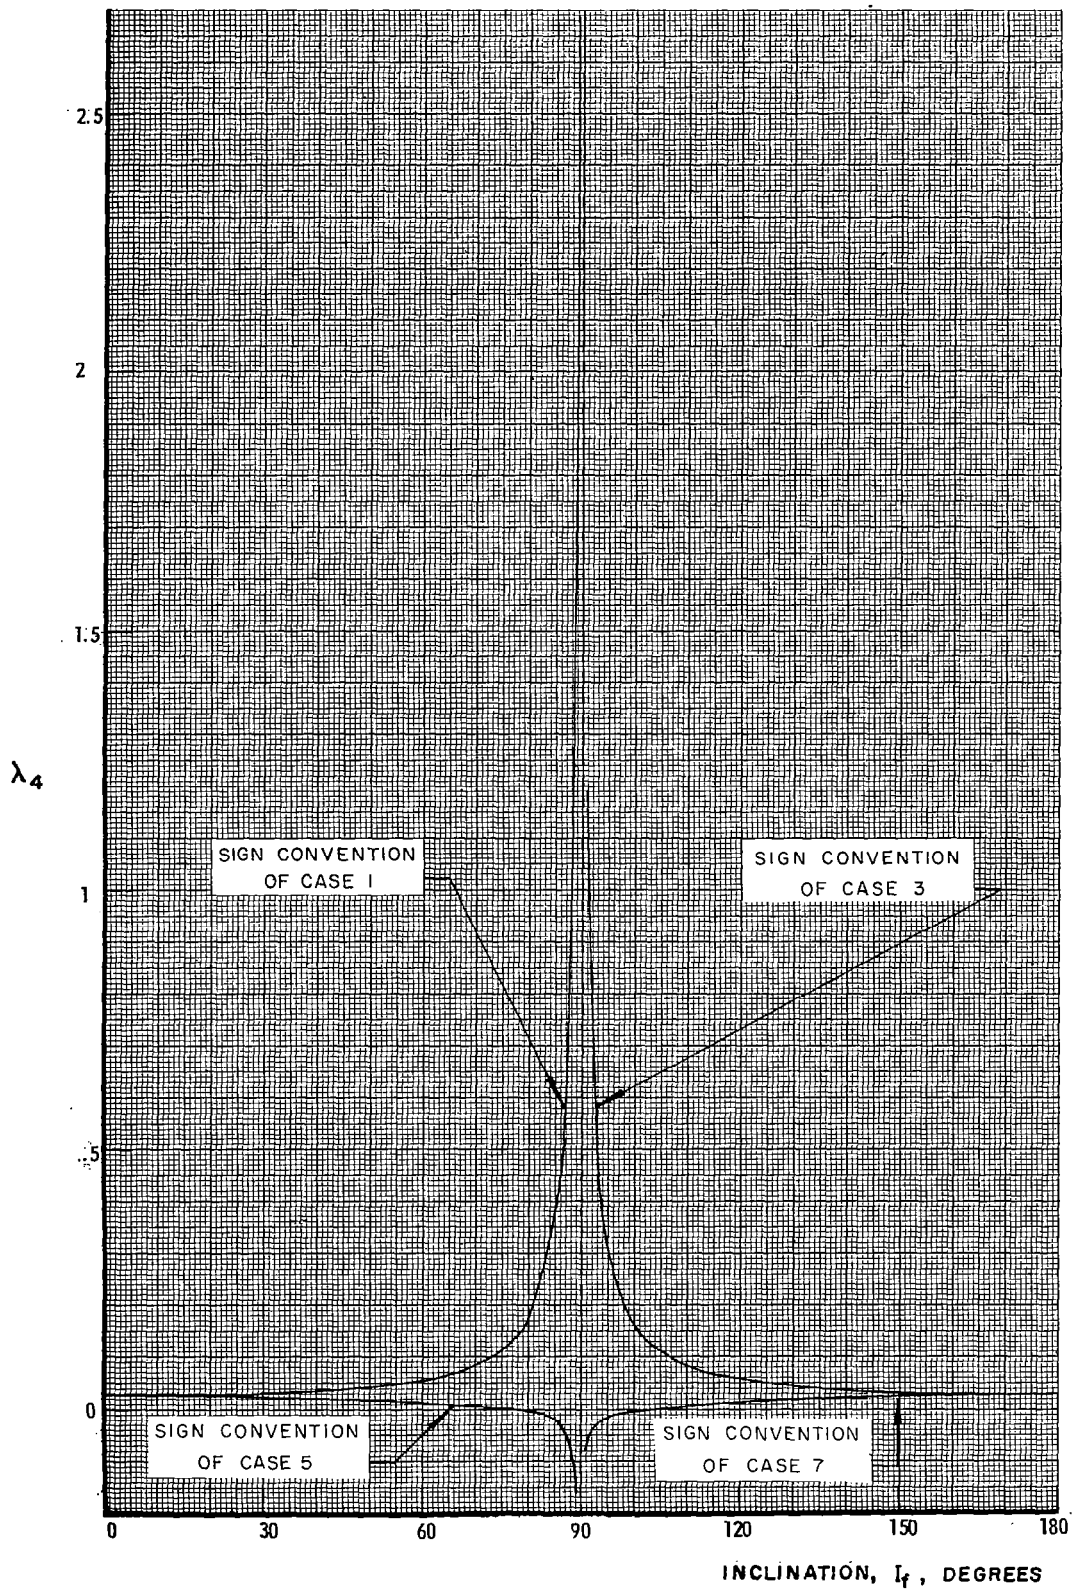 2.5
2
1.5
λ4
SIGN CONVENTION
OF CASE 1
SIGN CONVENTION
OF CASE 3
1
.5
0
SIGN CONVENTION
OF CASE 5
SIGN CONVENTION
OF CASE 7
0 30 60 90 120 150 180
INCLINATION, If, DEGREES